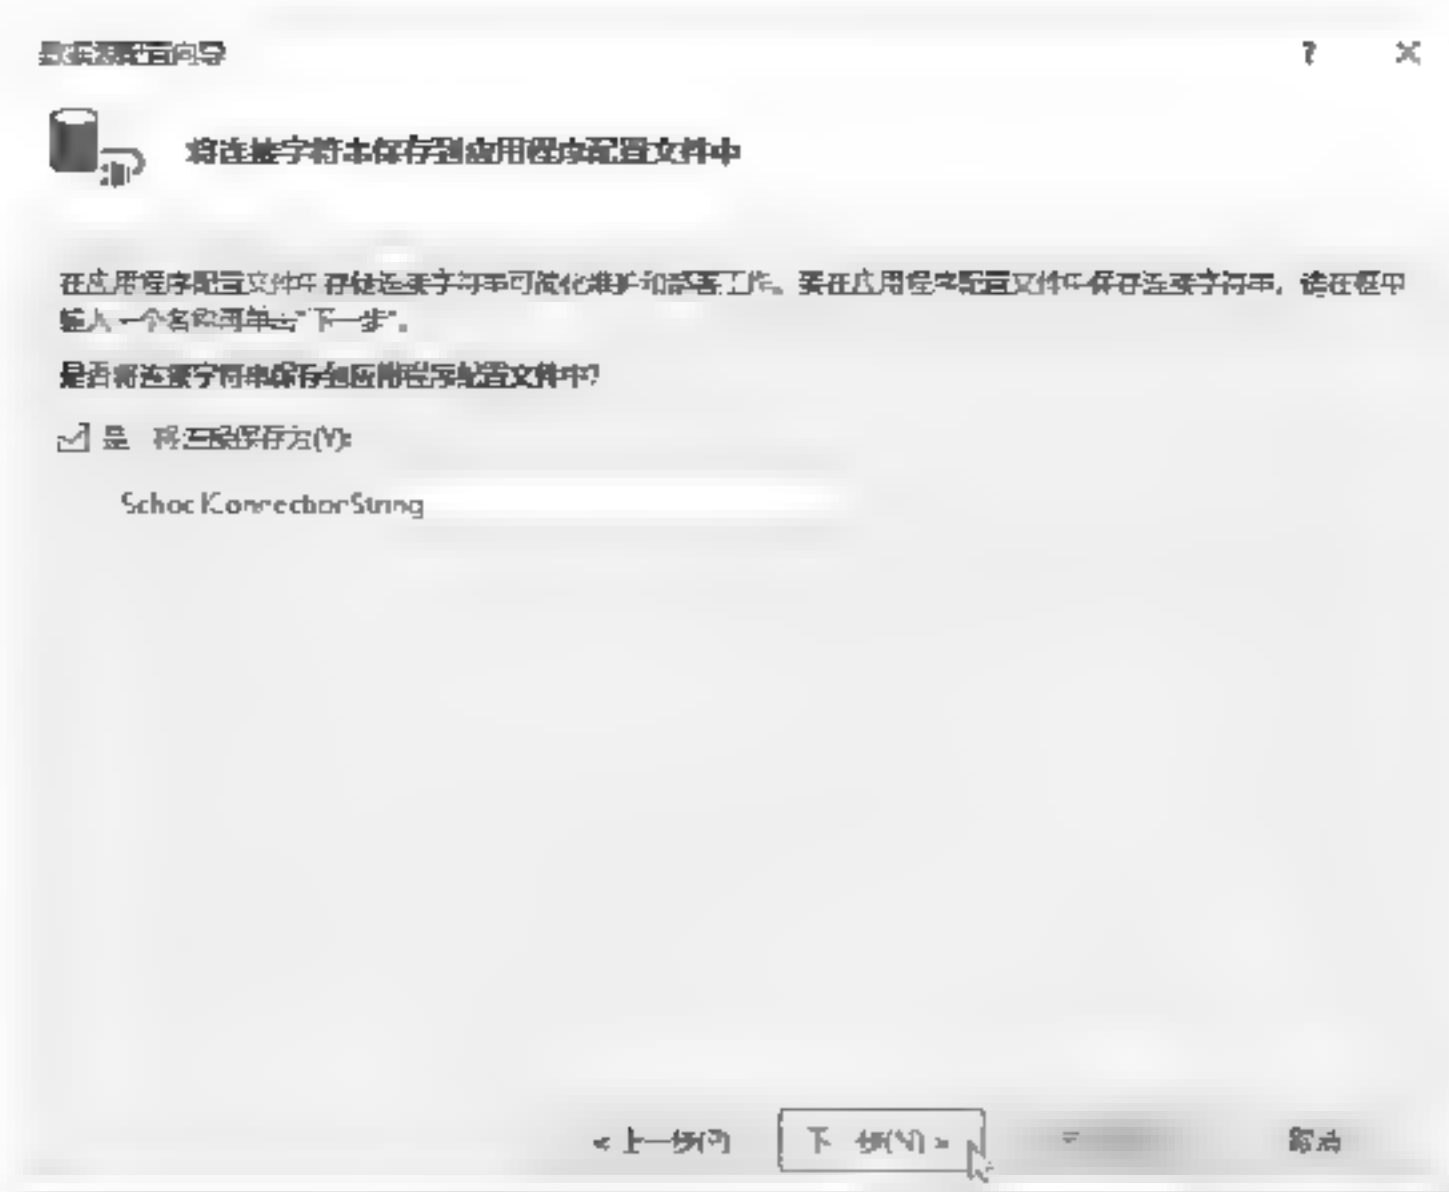 数据源配置向导
将连接字符串保存到应用程序配置文件中
在应用程序配置文件中存储连接字符串可简化维护和部署工作。要在应用程序配置文件中保存连接字符串，请在框中
输入一个名称再单击"下一步"。
是否将连接字符串保存到应用程序配置文件中?
是 将连接保存为(Y):
SchoolConnectionString
< 上一步(P)
下一步(N) >
取消